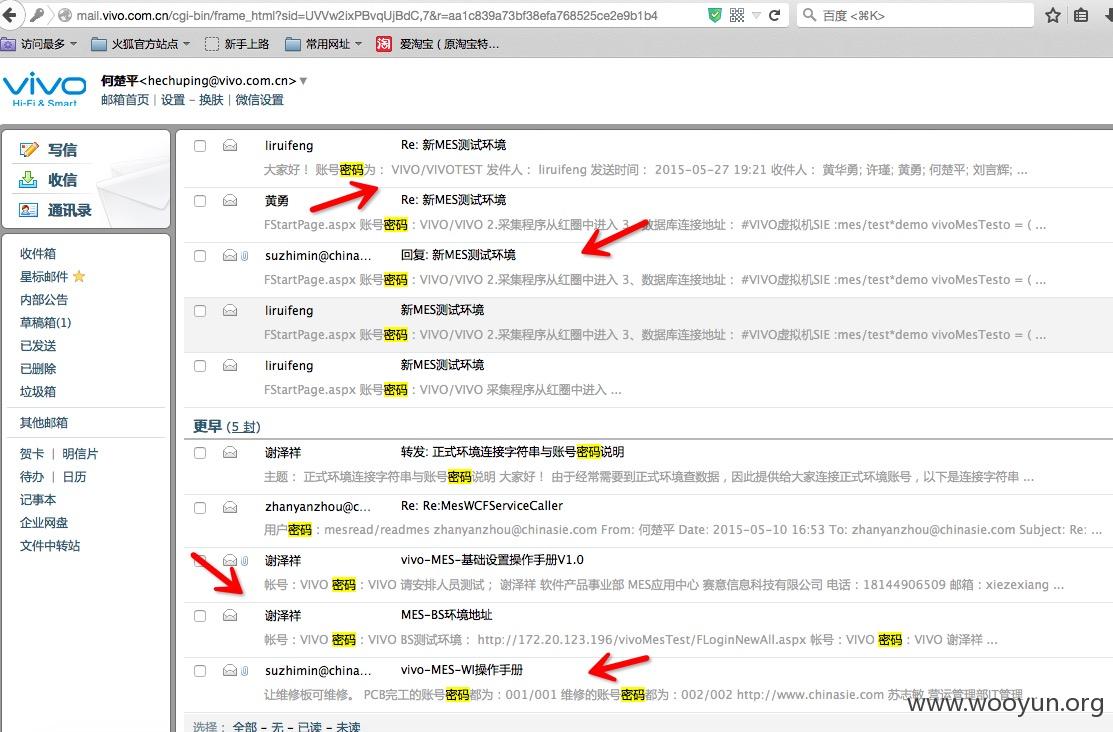 mail.vivo.com.cn/cgi-bin/frame_html?sid=UVVw2ixPBvqUjBdC,7&r=aa1c839a73bf38efa768525ce2e9b1b4
百度 <⌘K>
访问最多 火狐官方站点 新手上路 常用网址 淘 爱淘宝（原淘宝特...
vivo
Hi-Fi & Smart
何楚平<hechuping@vivo.com.cn>
邮箱首页 | 设置 - 换肤 | 微信设置
写信
收信
通讯录
收件箱
星标邮件
内部公告
草稿箱(1)
已发送
已删除
垃圾箱
其他邮箱
贺卡 | 明信片
待办 | 日历
记事本
企业网盘
文件中转站
liruifeng Re: 新MES测试环境
大家好！ 账号密码为： VIVO/VIVOTEST 发件人： liruifeng 发送时间： 2015-05-27 19:21 收件人： 黄华勇; 许瑾; 黄勇; 何楚平; 刘言辉; ...
黄勇 Re: 新MES测试环境
FStartPage.aspx 账号密码：VIVO/VIVO 2.采集程序从红圈中进入 3、数据库连接地址： #VIVO虚拟机SIE :mes/test*demo vivoMesTesto = ( ...
suzhimin@china... 回复: 新MES测试环境
FStartPage.aspx 账号密码：VIVO/VIVO 2.采集程序从红圈中进入 3、数据库连接地址： #VIVO虚拟机SIE :mes/test*demo vivoMesTesto = ( ...
liruifeng 新MES测试环境
FStartPage.aspx 账号密码：VIVO/VIVO 2.采集程序从红圈中进入 3、数据库连接地址： #VIVO虚拟机SIE :mes/test*demo vivoMesTesto = ( ...
liruifeng 新MES测试环境
FStartPage.aspx 账号密码：VIVO/VIVO 采集程序从红圈中进入 ...
更早 (5 封)
谢泽祥 转发: 正式环境连接字符串与账号密码说明
主题： 正式环境连接字符串与账号密码说明 大家好！ 由于经常需要到正式环境查数据，因此提供给大家连接正式环境账号，以下是连接字符串 ...
zhanyanzhou@c... Re: Re:MesWCFServiceCaller
用户密码：mesread/readmes zhanyanzhou@chinasie.com From: 何楚平 Date: 2015-05-10 16:53 To: zhanyanzhou@chinasie.com Subject: Re: ...
谢泽祥 vivo-MES-基础设置操作手册V1.0
帐号：VIVO 密码：VIVO 请安排人员测试； 谢泽祥 软件产品事业部 MES应用中心 赛意信息科技有限公司 电话：18144906509 邮箱：xiezexiang ...
谢泽祥 MES-BS环境地址
帐号：VIVO 密码：VIVO BS测试环境： http://172.20.123.196/vivoMesTest/FLoginNewAll.aspx 帐号：VIVO 密码：VIVO 谢泽祥 ...
suzhimin@china... vivo-MES-WI操作手册
让维修板可维修。 PCB完工的账号密码都为：001/001 维修的账号密码都为：002/002 http://www.chinasie.com 苏志敏 营运管理部IT管理
www.wooyun.org
选择： 全部 - 无 - 已读 - 未读